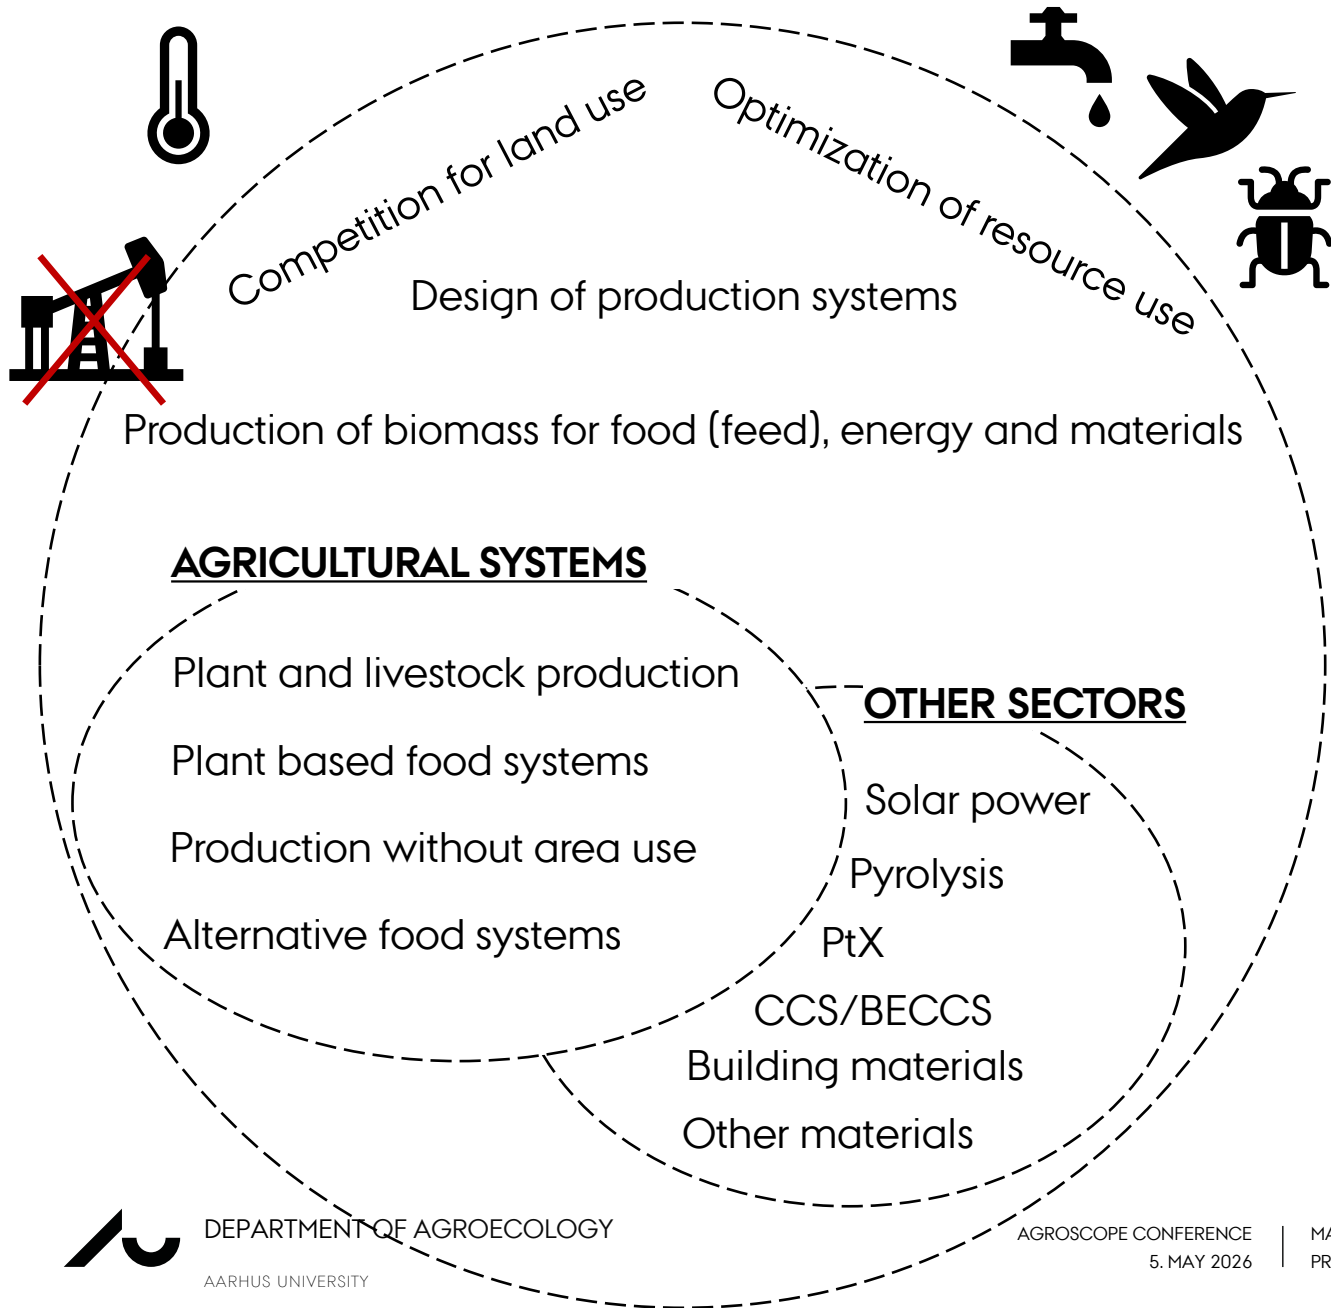 Competition for land use
Optimization of resource use
Design of production systems
Production of biomass for food (feed), energy and materials
AGRICULTURAL SYSTEMS
Plant and livestock production
Plant based food systems
Production without area use
Alternative food systems
OTHER SECTORS
Solar power
Pyrolysis
PtX
CCS/BECCS
Building materials
Other materials
DEPARTMENT OF AGROECOLOGY
AARHUS UNIVERSITY
AGROSCOPE CONFERENCE
5. MAY 2026